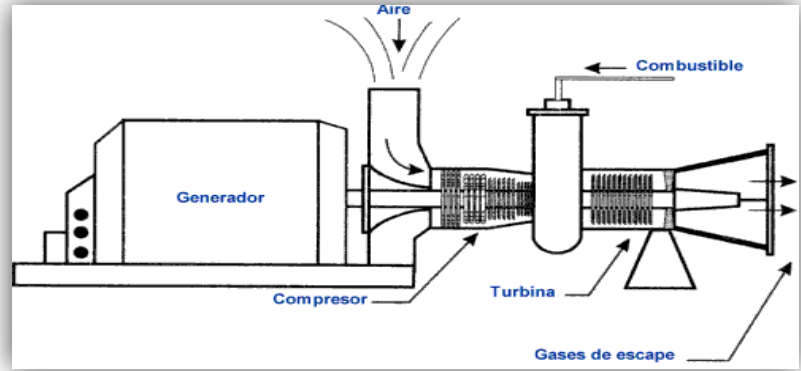 Aire
Combustible
Generador
Compresor
Turbina
Gases de escape